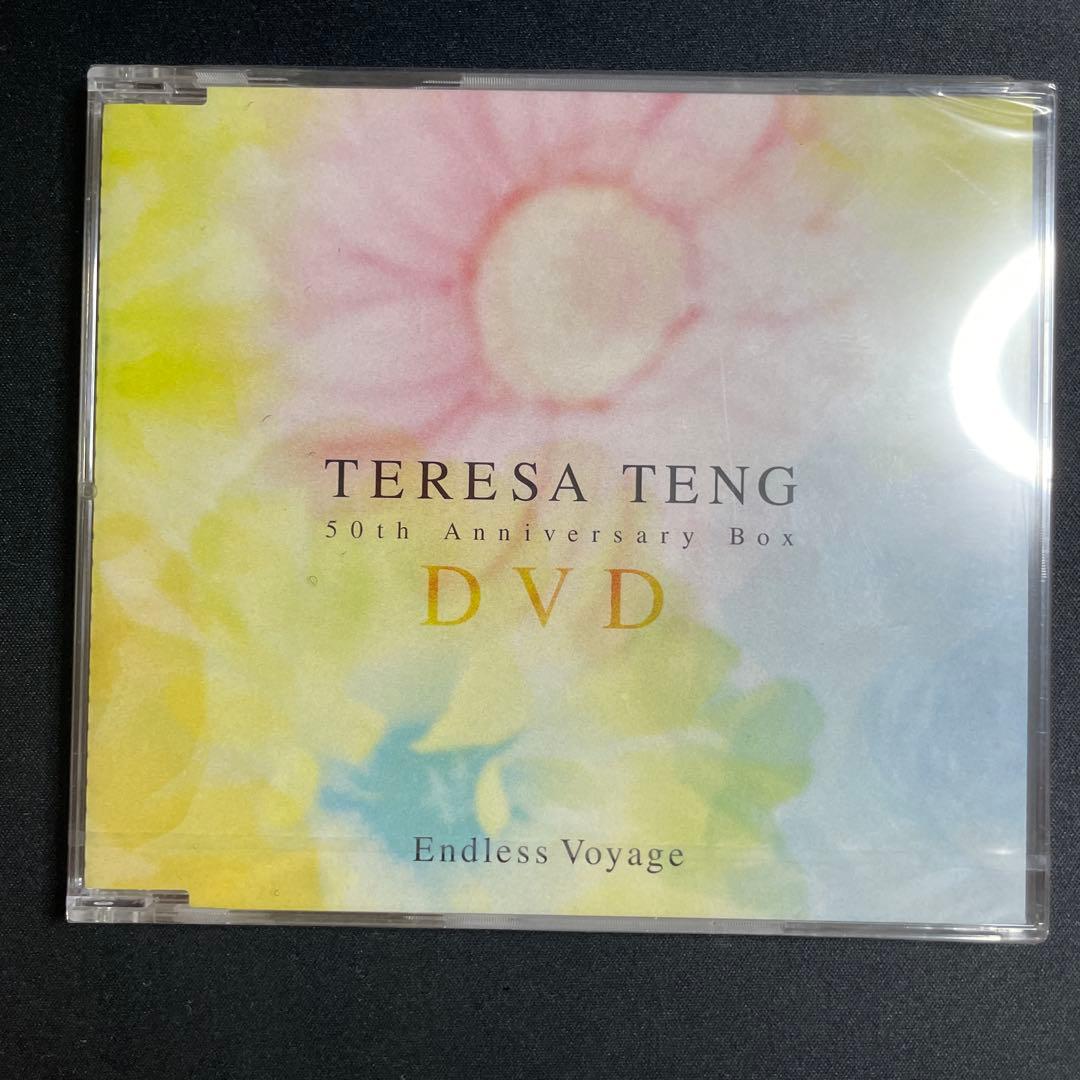 TERESA TENG
50th Anniversary Box
DVD
Endless Voyage